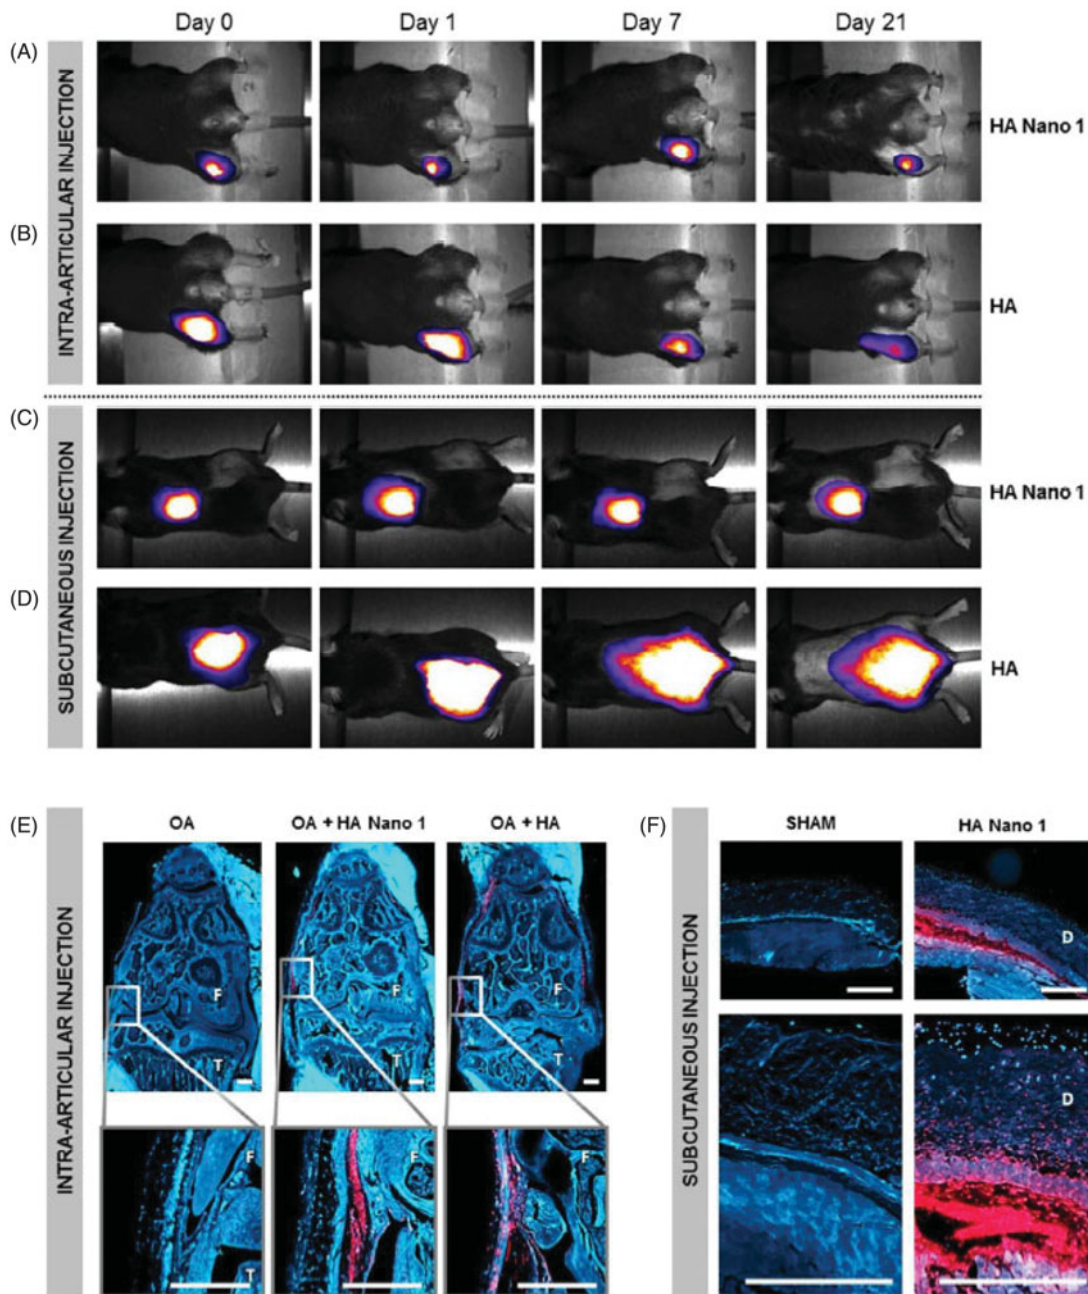 Day 0 Day 1 Day 7 Day 21
(A)
HA Nano 1
INTRA-ARTICULAR INJECTION
(B)
HA
(C)
HA Nano 1
SUBCUTANEOUS INJECTION
(D)
HA
(E)
OA OA + HA Nano 1 OA + HA
INTRA-ARTICULAR INJECTION
F F F
T T T
F F F
T
(F)
SHAM HA Nano 1
SUBCUTANEOUS INJECTION
D
D